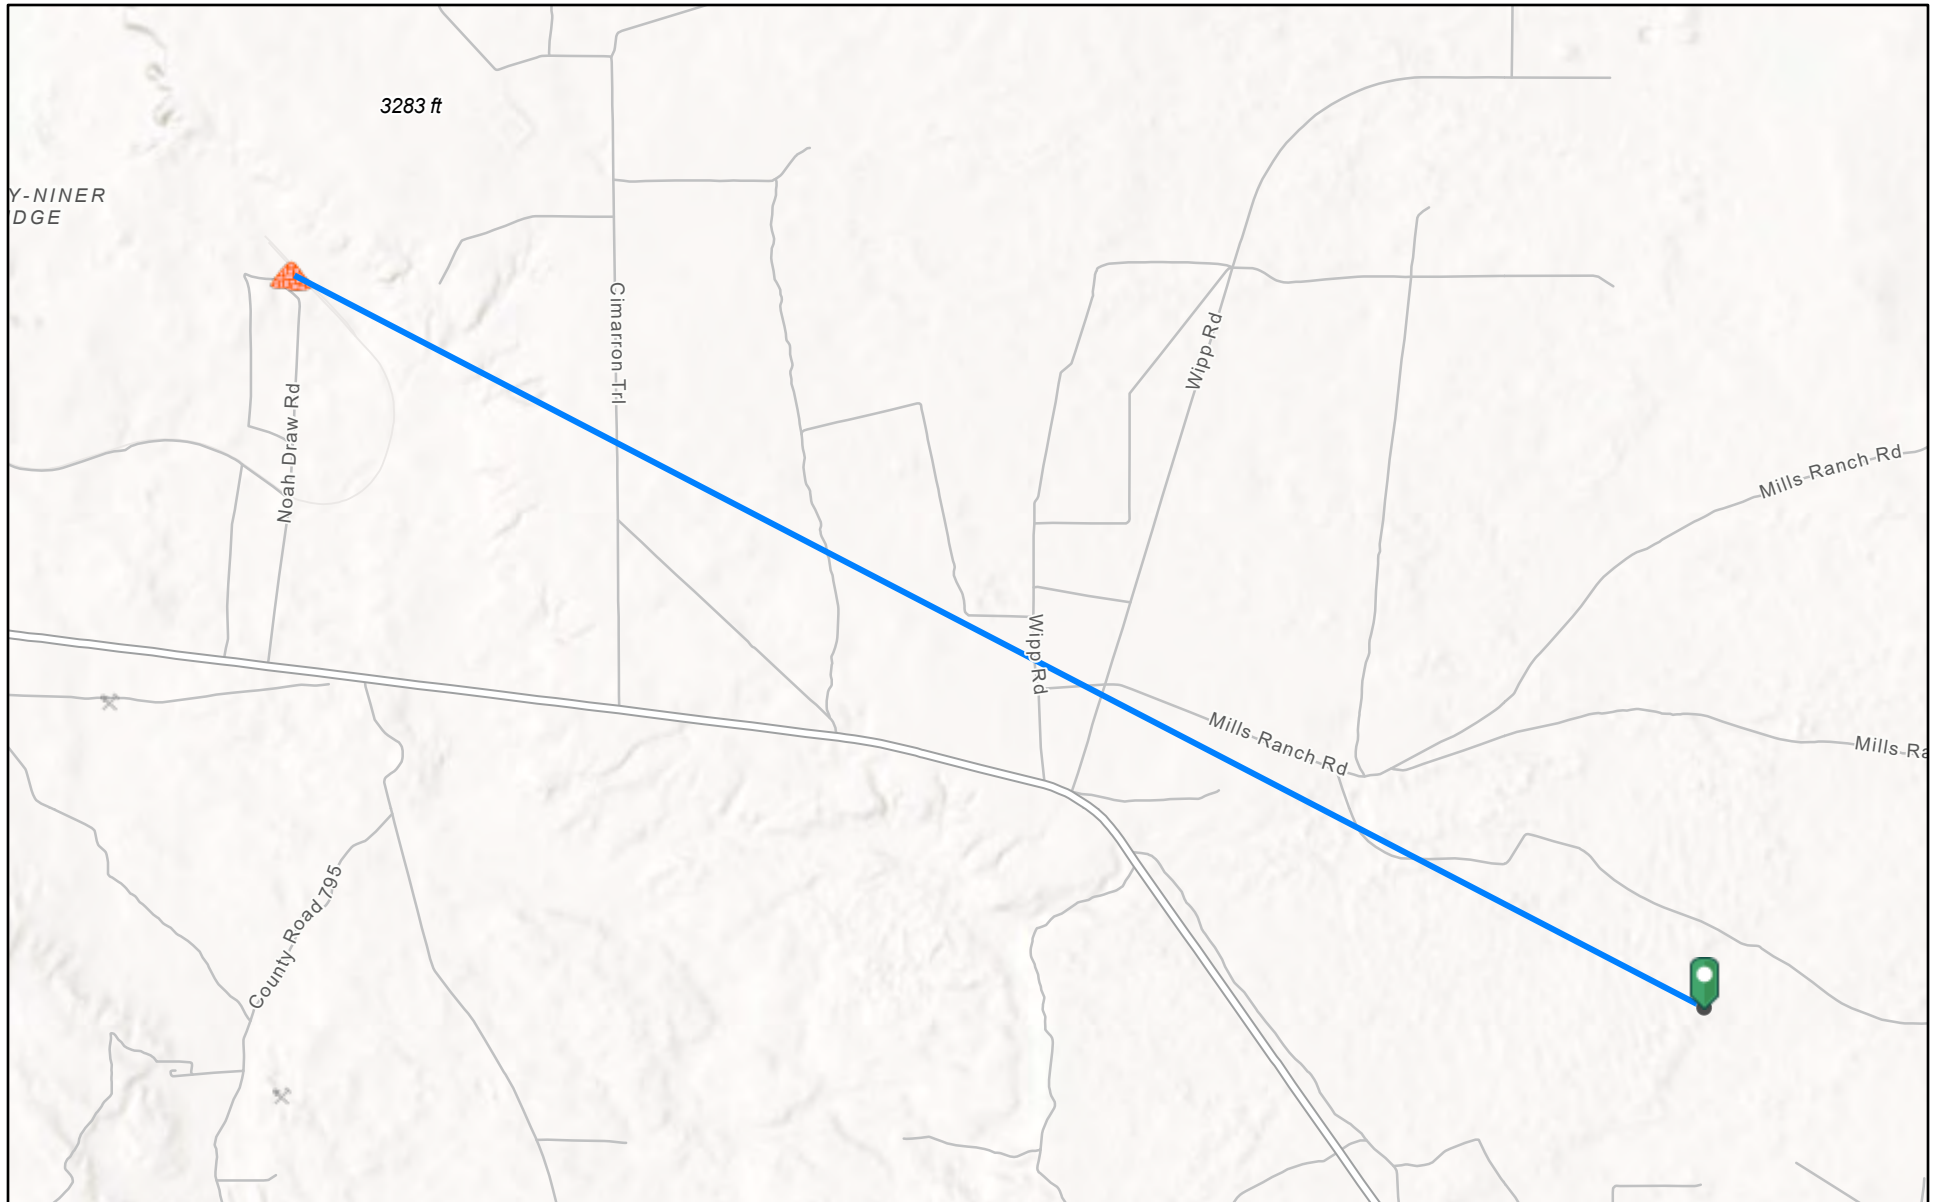 3283 ft
Y-NINER
IDGE
Cimarron Trl
Wipp Rd
Noah Draw Rd
Mills Ranch Rd
Wipp Rd
Mills Ranch Rd
Mills Ra
County Road 795